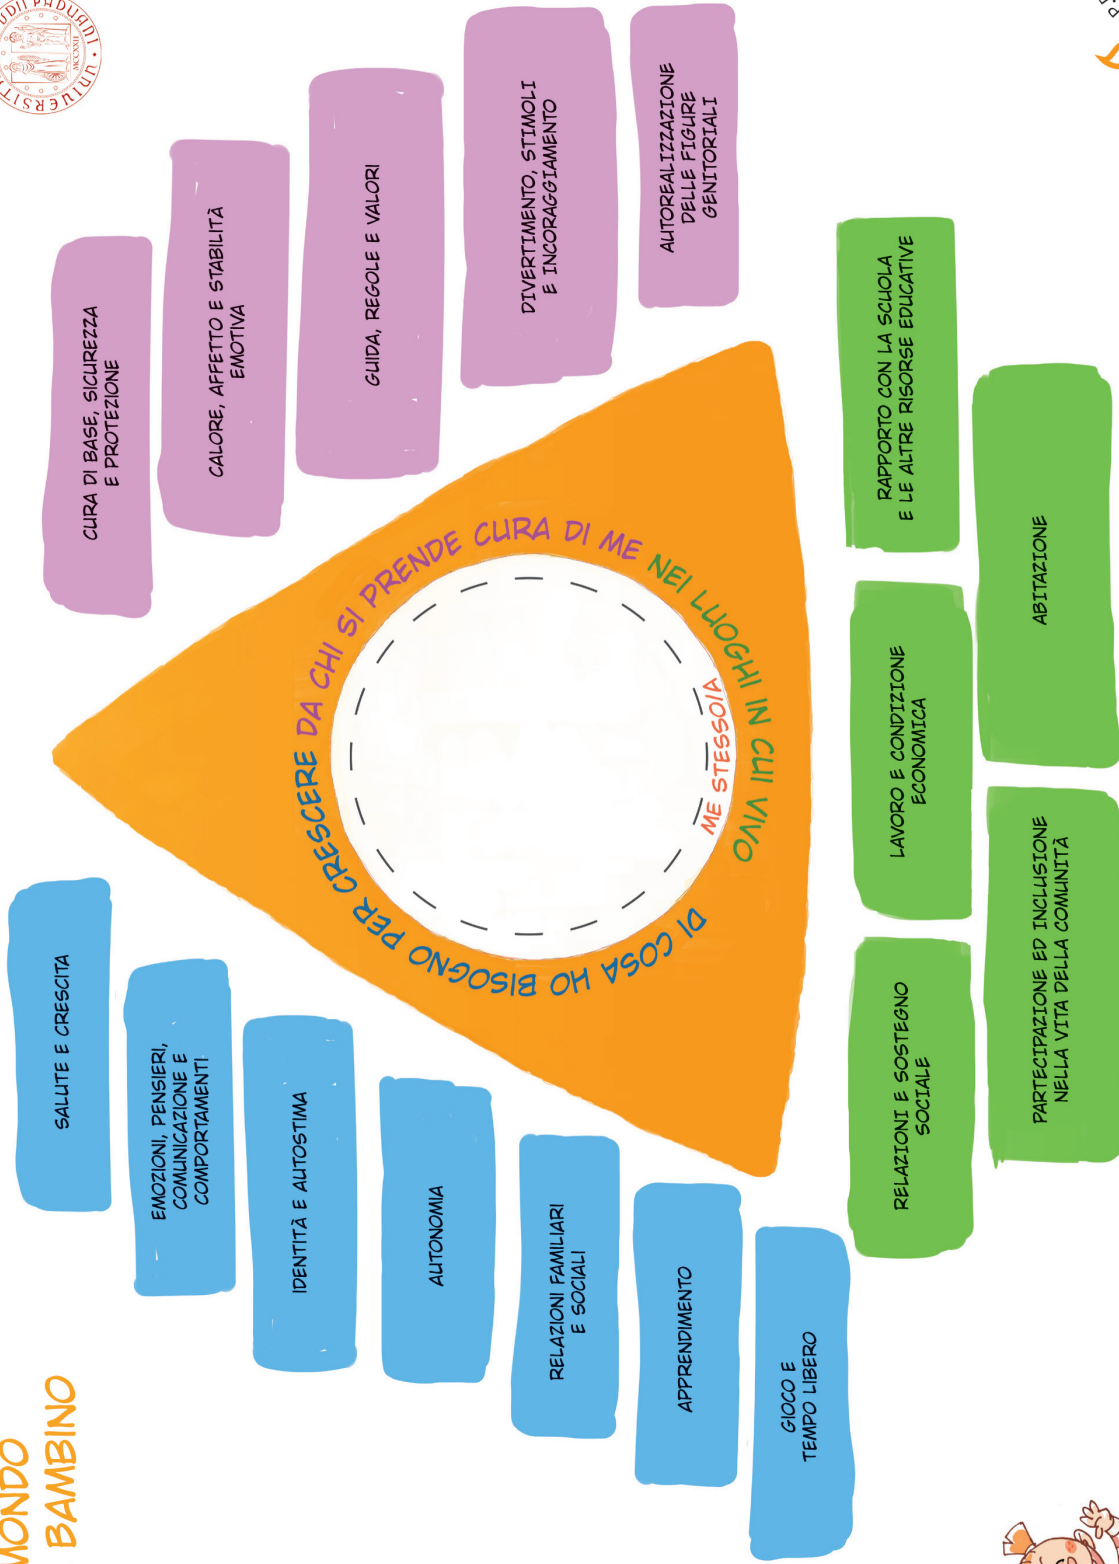 MONDO
BAMBINO
SALUTE E CRESCITA
EMOZIONI, PENSIERI,
COMUNICAZIONE E
COMPORTAMENTI
IDENTITÀ E AUTOSTIMA
AUTONOMIA
RELAZIONI FAMILIARI
E SOCIALI
APPRENDIMENTO
GIOCO E
TEMPO LIBERO
DI COSA HO BISOGNO PER CRESCERE DA CHI SI PRENDE CURA DI ME NEI LUOGHI IN CUI VIVO
ME STESSO/A
CURA DI BASE, SICUREZZA
E PROTEZIONE
CALORE, AFFETTO E STABILITÀ
EMOTIVA
GUIDA, REGOLE E VALORI
DIVERTIMENTO, STIMOLI
E INCORAGGIAMENTO
AUTOREALIZZAZIONE
DELLE FIGURE
GENITORIALI
RELAZIONI E SOSTEGNO
SOCIALE
LAVORO E CONDIZIONE
ECONOMICA
RAPPORTO CON LA SCUOLA
E LE ALTRE RISORSE EDUCATIVE
PARTECIPAZIONE ED INCLUSIONE
NELLA VITA DELLA COMUNITÀ
ABITAZIONE
MCCXXII